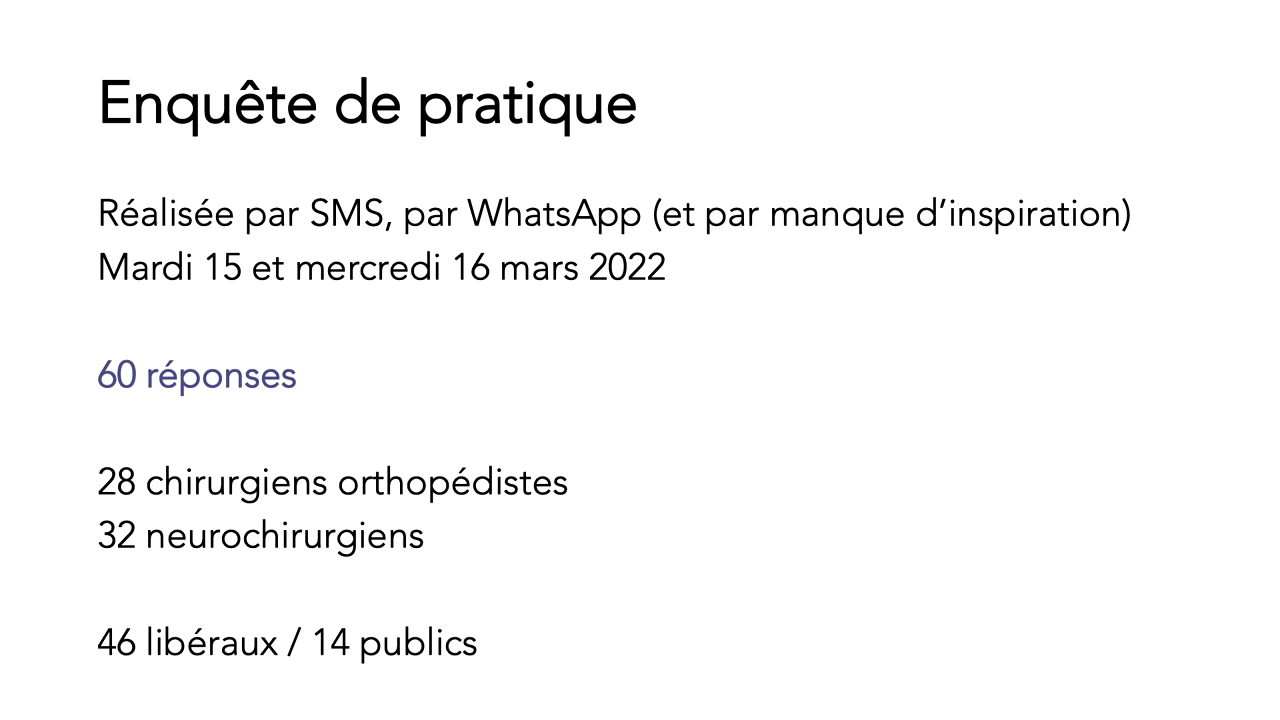 Enquête de pratique
Réalisée par SMS, par WhatsApp (et par manque d’inspiration)
Mardi 15 et mercredi 16 mars 2022
60 réponses
28 chirurgiens orthopédistes
32 neurochirurgiens
46 libéraux / 14 publics